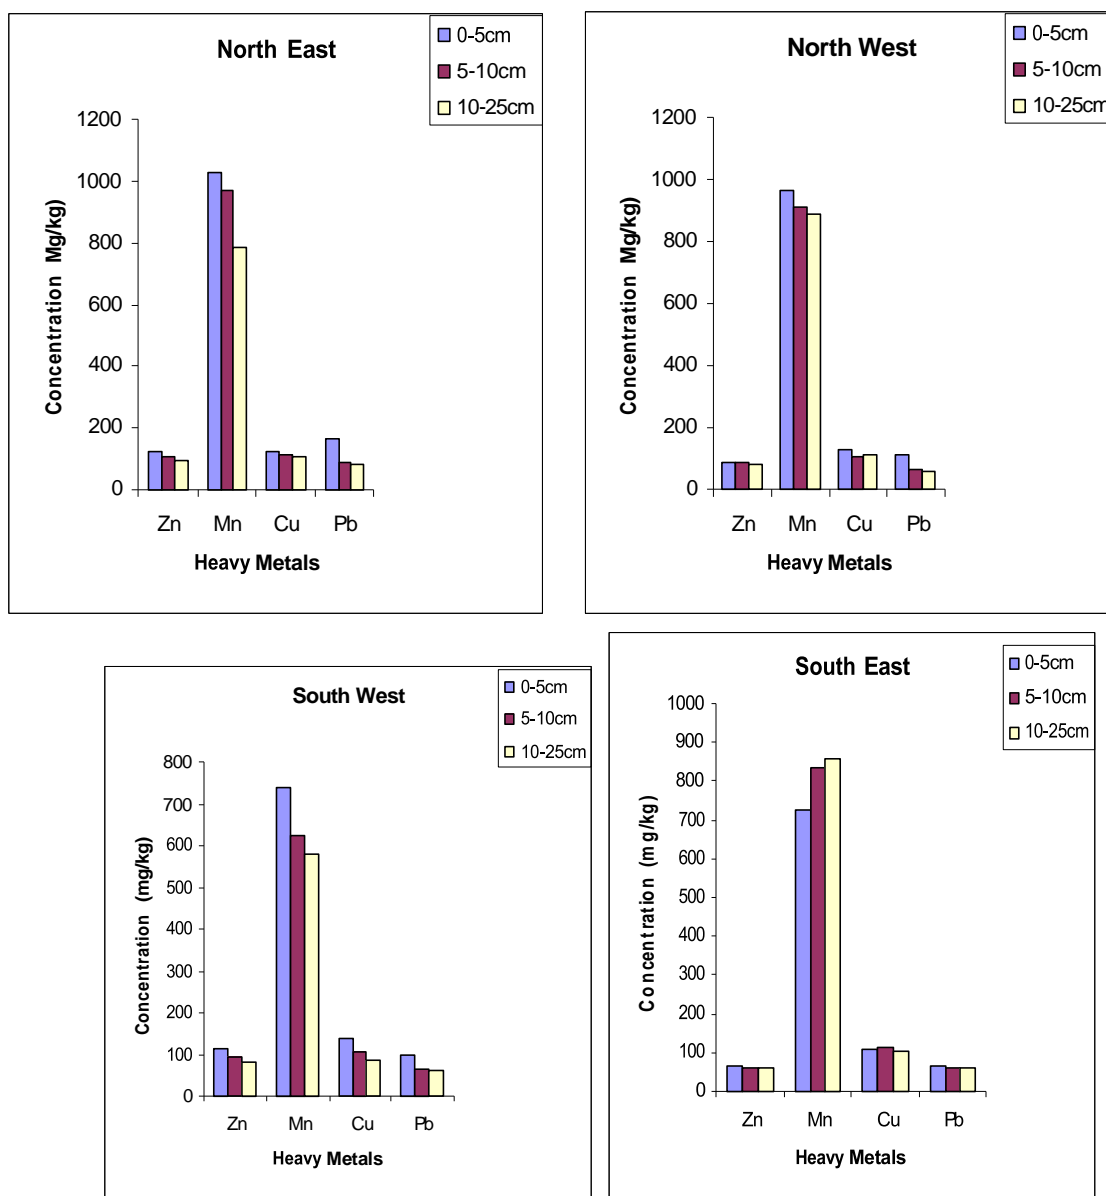 North East
0-5cm
5-10cm
10-25cm
1200
1000
800
600
400
200
0
Concentration Mg/kg)
Zn Mn Cu Pb
Heavy Metals
North West
0-5cm
5-10cm
10-25cm
1200
1000
800
600
400
200
0
Concentration Mg/kg)
Zn Mn Cu Pb
Heavy Metals
South West
0-5cm
5-10cm
10-25cm
800
700
600
500
400
300
200
100
0
Concentration (mg/kg)
Zn Mn Cu Pb
Heavy Metals
South East
0-5cm
5-10cm
10-25cm
1000
900
800
700
600
500
400
300
200
100
0
Concentration (mg/kg)
Zn Mn Cu Pb
Heavy Metals